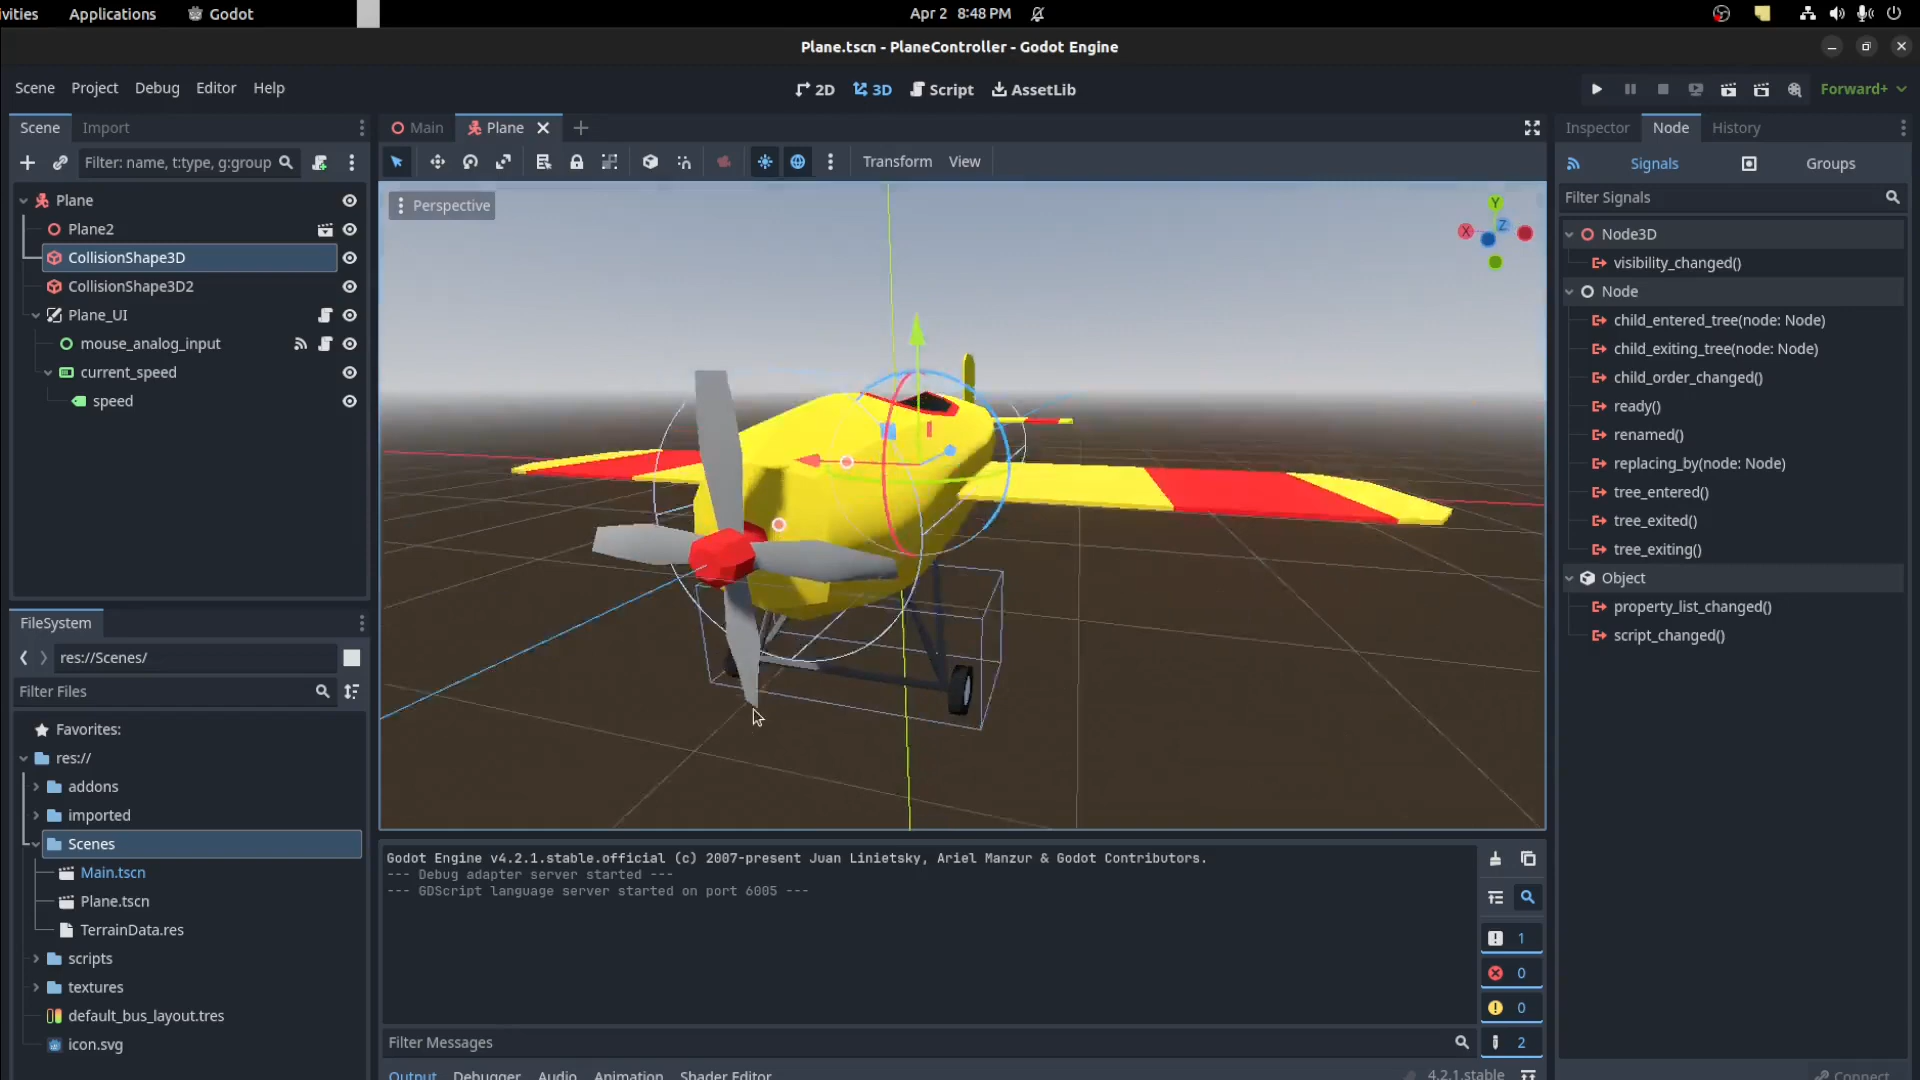 vities Applications Godot Apr 2 8:48 PM
Plane.tscn - PlaneController - Godot Engine
Scene Project Debug Editor Help 2D 3D Script AssetLib Forward+
Scene Import Main Plane Inspector Node History
Filter: name, t:type, g:group Transform View Signals Groups
Filter Signals
Plane
Plane2
CollisionShape3D
CollisionShape3D2
Plane_UI
mouse_analog_input
current_speed
speed
Perspective
Y
X
Z
Node3D
visibility_changed()
Node
child_entered_tree(node: Node)
child_exiting_tree(node: Node)
child_order_changed()
ready()
renamed()
replacing_by(node: Node)
tree_entered()
tree_exited()
tree_exiting()
Object
property_list_changed()
script_changed()
FileSystem
res://Scenes/
Filter Files
Favorites:
res://
addons
imported
Scenes
Main.tscn
Plane.tscn
TerrainData.res
scripts
textures
default_bus_layout.tres
icon.svg
Godot Engine v4.2.1.stable.official (c) 2007-present Juan Linietsky, Ariel Manzur & Godot Contributors.
--- Debug adapter server started ---
--- GDScript language server started on port 6005 ---
1
0
0
2
Filter Messages
Output Debugger Audio Animation Shader Editor 4.2.1.stable
Connect